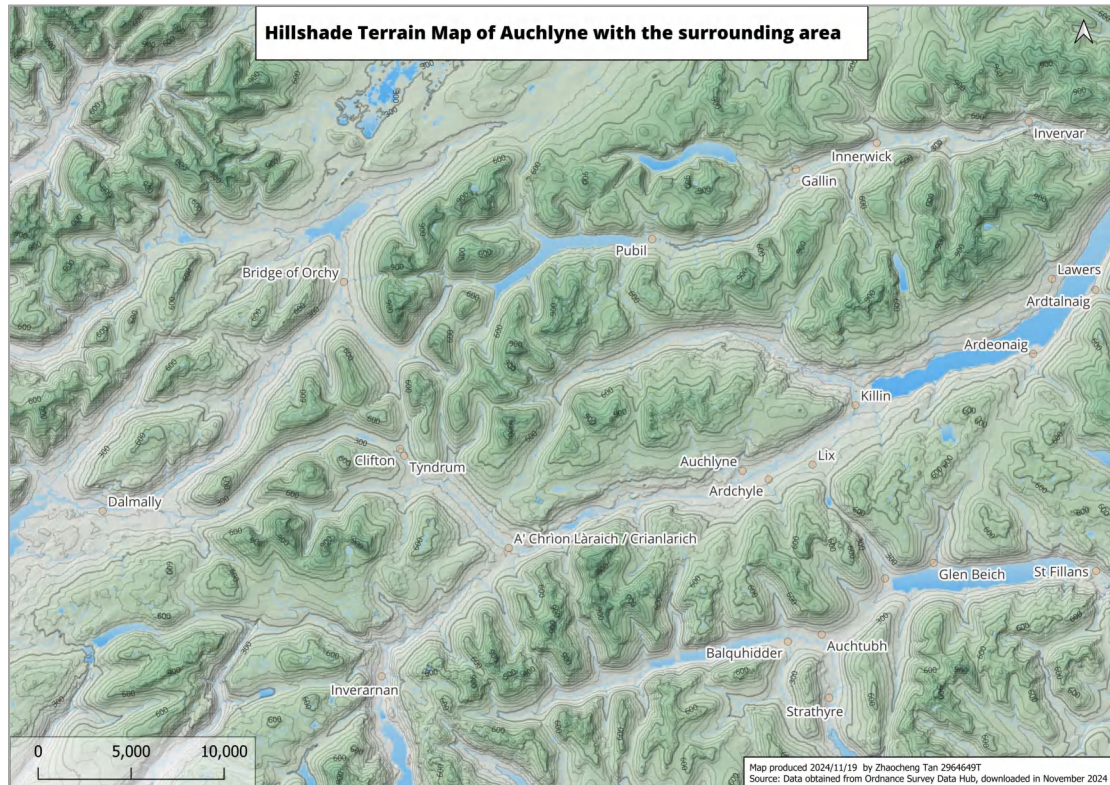 Hillshade Terrain Map of Auchlyne with the surrounding area
Invervar
Innerwick
Gallin
Pubil
Bridge of Orchy
Lawers
Ardtalnaig
Ardeonaig
Killin
Clifton
Tyndrum
Auchlyne
Lix
Ardchyle
Dalmally
A' Chrìon Làraich / Crianlarich
Glen Beich
St Fillans
Balquhidder
Auchtubh
Inverarnan
Strathyre
0 5,000 10,000
Map produced 2024/11/19 by Zhaocheng Tan 2964649T
Source: Data obtained from Ordnance Survey Data Hub, downloaded in November 2024